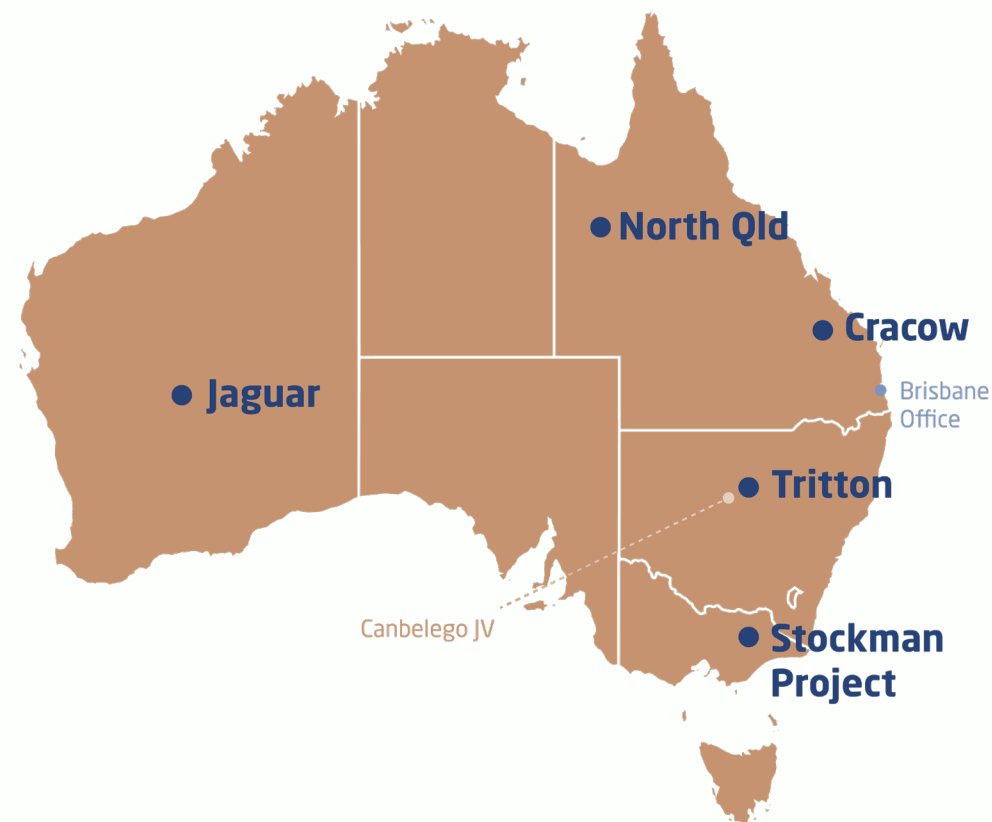 North Qld
Cracow
Jaguar
Brisbane
Office
Tritton
Canbelego JV
Stockman
Project